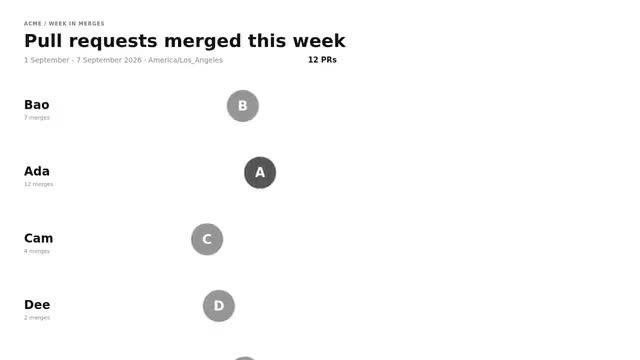 ACME / WEEK IN MERGES
Pull requests merged this week
1 September - 7 September 2026 · America/Los_Angeles
12 PRs
Bao
7 merges
B
Ada
12 merges
A
Cam
4 merges
C
Dee
2 merges
D